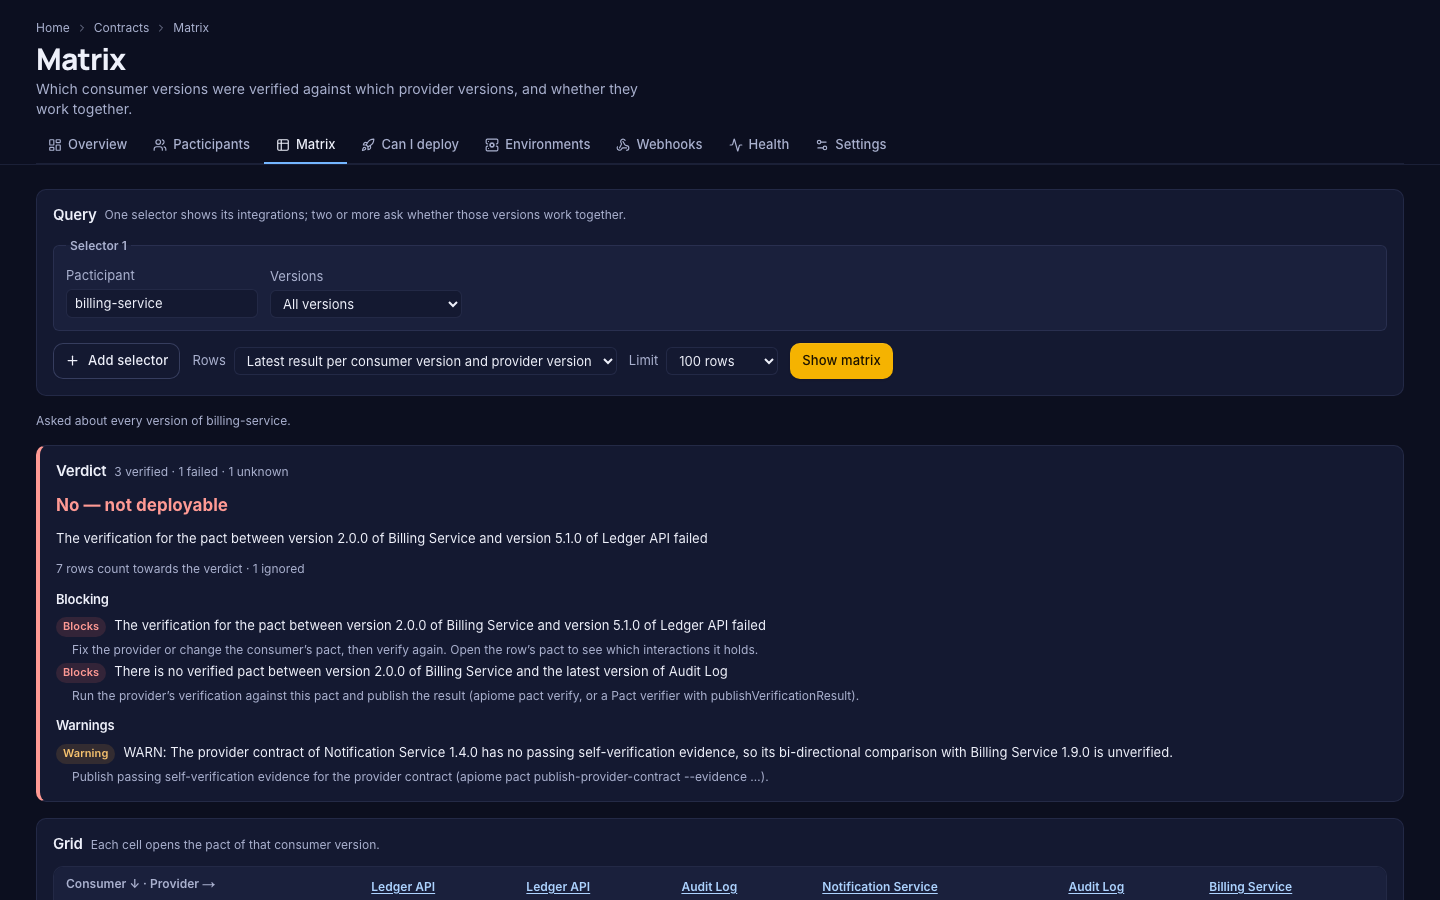 Home > Contracts > Matrix
Matrix
Which consumer versions were verified against which provider versions, and whether they
work together.
Overview Pacticipants Matrix Can I deploy Environments Webhooks Health Settings
Query One selector shows its integrations; two or more ask whether those versions work together.
Selector 1
Pacticipant Versions
billing-service All versions
+ Add selector Rows Latest result per consumer version and provider version Limit 100 rows Show matrix
Asked about every version of billing-service.
Verdict 3 verified · 1 failed · 1 unknown
No — not deployable
The verification for the pact between version 2.0.0 of Billing Service and version 5.1.0 of Ledger API failed
7 rows count towards the verdict · 1 ignored
Blocking
Blocks The verification for the pact between version 2.0.0 of Billing Service and version 5.1.0 of Ledger API failed
Fix the provider or change the consumer’s pact, then verify again. Open the row’s pact to see which interactions it holds.
Blocks There is no verified pact between version 2.0.0 of Billing Service and the latest version of Audit Log
Run the provider’s verification against this pact and publish the result (apiome pact verify, or a Pact verifier with publishVerificationResult).
Warnings
Warning WARN: The provider contract of Notification Service 1.4.0 has no passing self-verification evidence, so its bi-directional comparison with Billing Service 1.9.0 is unverified.
Publish passing self-verification evidence for the provider contract (apiome pact publish-provider-contract --evidence …).
Grid Each cell opens the pact of that consumer version.
Consumer ↓ · Provider → Ledger API Ledger API Audit Log Notification Service Audit Log Billing Service